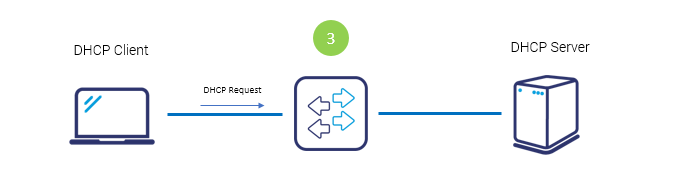 3
DHCP Client
DHCP Server
DHCP Request